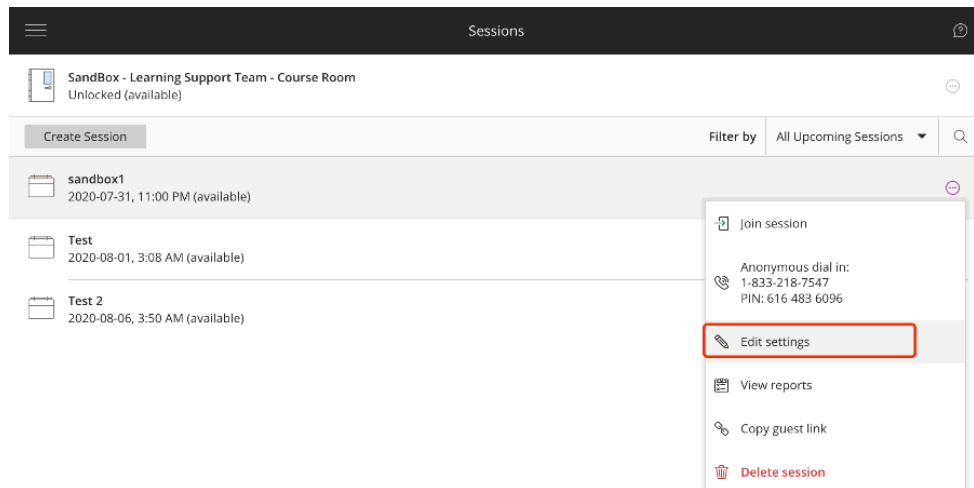 Sessions
SandBox - Learning Support Team - Course Room
Unlocked (available)
Create Session
Filter by
All Upcoming Sessions
sandbox1
2020-07-31, 11:00 PM (available)
Test
2020-08-01, 3:08 AM (available)
Test 2
2020-08-06, 3:50 AM (available)
Join session
Anonymous dial in:
1-833-218-7547
PIN: 616 483 6096
Edit settings
View reports
Copy guest link
Delete session